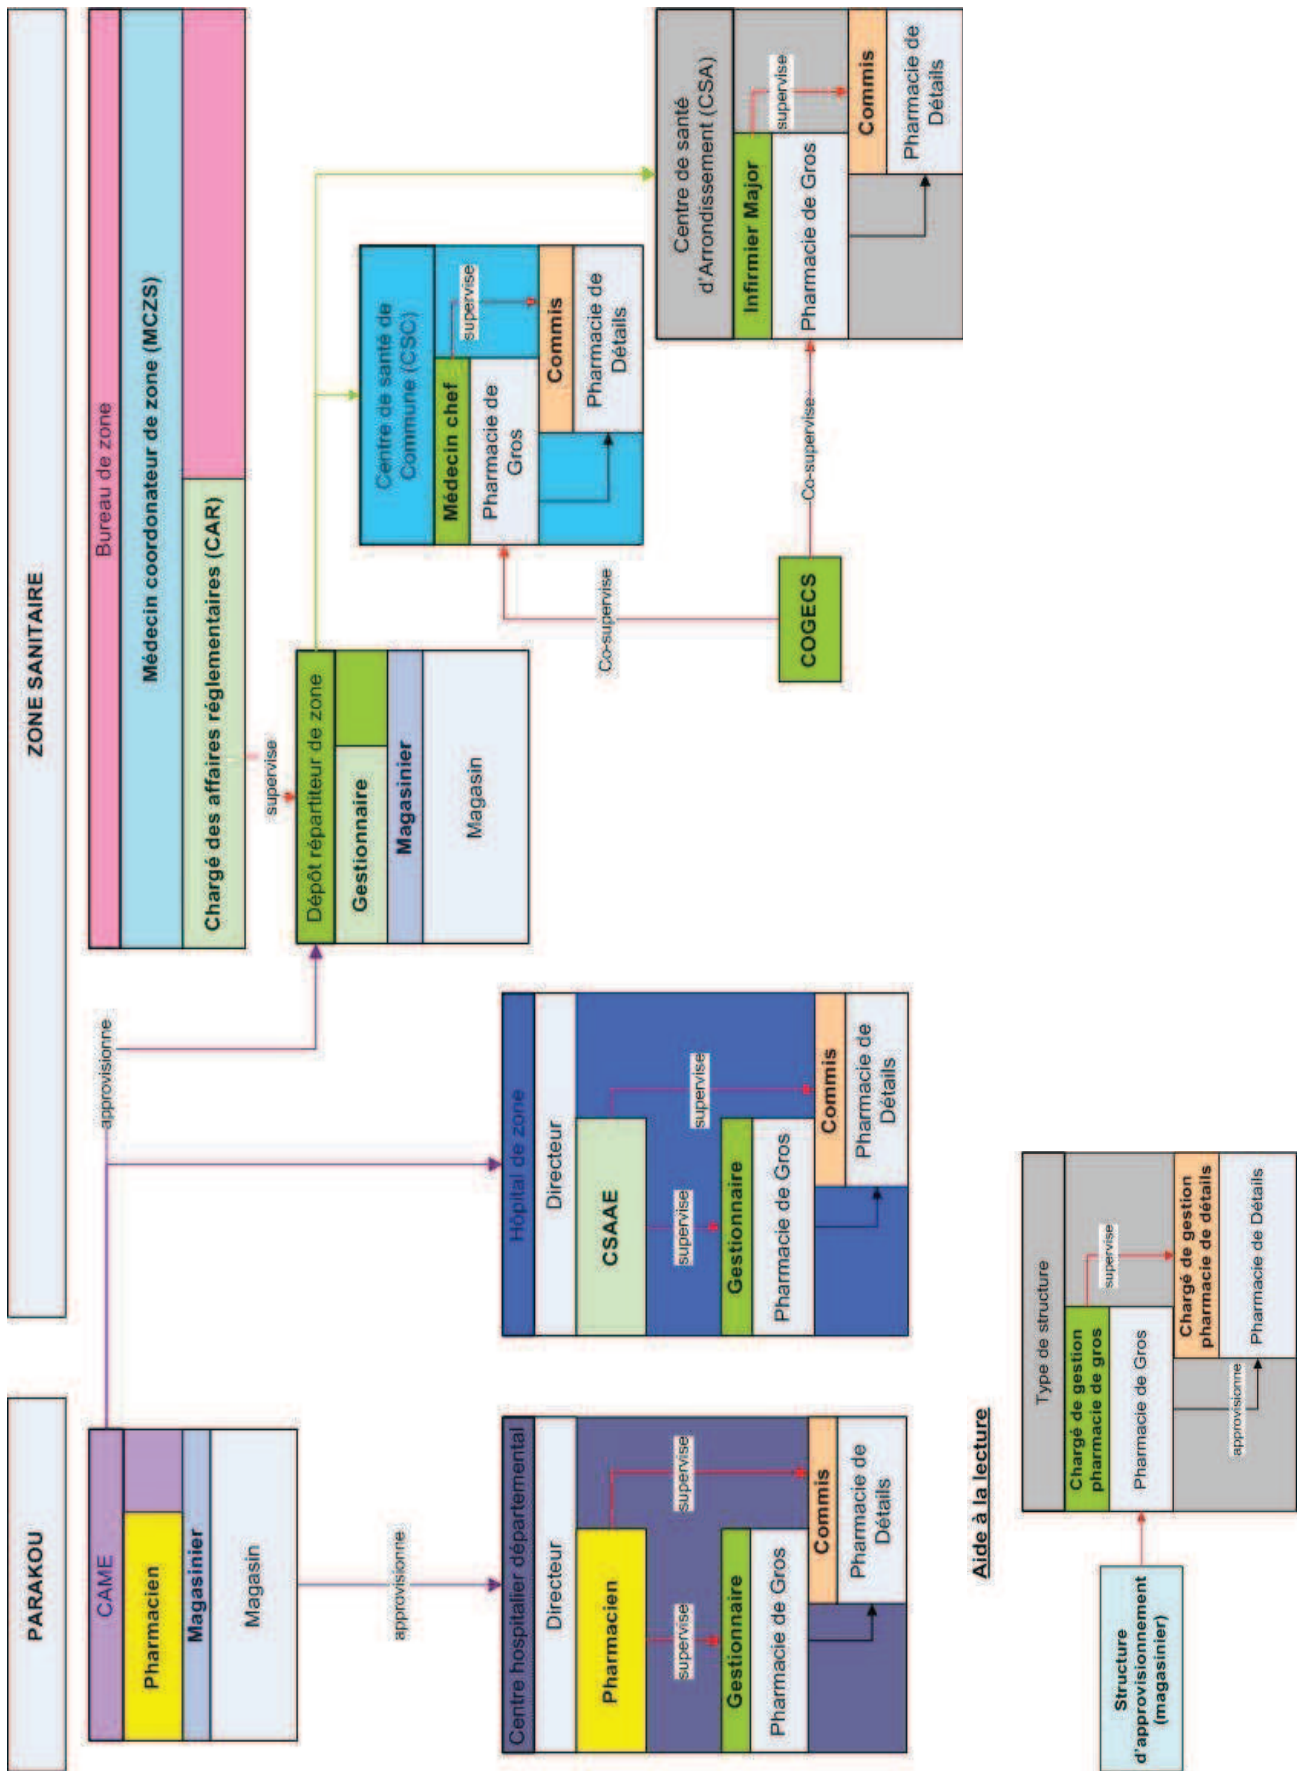 PARAKOU
ZONE SANITAIRE
CAME
Pharmacien
Magasinier
Magasin
approvisionne
approvisionne
Bureau de zone
Médecin coordonateur de zone (MCZS)
Chargé des affaires réglementaires (CAR)
supervise
Dépôt répartiteur de zone
Gestionnaire
Magasinier
Magasin
Centre hospitalier départemental
Directeur
Pharmacien
supervise
supervise
Gestionnaire
Pharmacie de Gros
Commis
Pharmacie de
Détails
Hôpital de zone
Directeur
CSAAE
supervise
supervise
Gestionnaire
Pharmacie de Gros
Commis
Pharmacie de
Détails
Centre de santé de
Commune (CSC)
Médecin chef
supervise
Pharmacie de
Gros
Commis
Pharmacie de
Détails
Co-supervise
COGECS
Co-supervise
Centre de santé
d'Arrondissement (CSA)
Infirmier Major
supervise
Pharmacie de Gros
Commis
Pharmacie de
Détails
Aide à la lecture
Structure
d'approvisionnement
(magasinier)
Type de structure
Chargé de gestion
pharmacie de gros
supervise
Pharmacie de Gros
Chargé de gestion
pharmacie de détails
approvisionne
Pharmacie de Détails